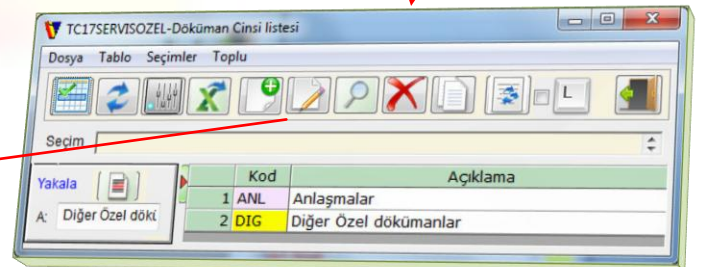 TC17SERVISOZEL-Döküman Cinsi listesi
Dosya Tablo Seçimler Toplu
L
Seçim
Yakala
A: Diğer Özel dökü
Kod Açıklama
1 ANL Anlaşmalar
2 DIG Diğer Özel dökümanlar